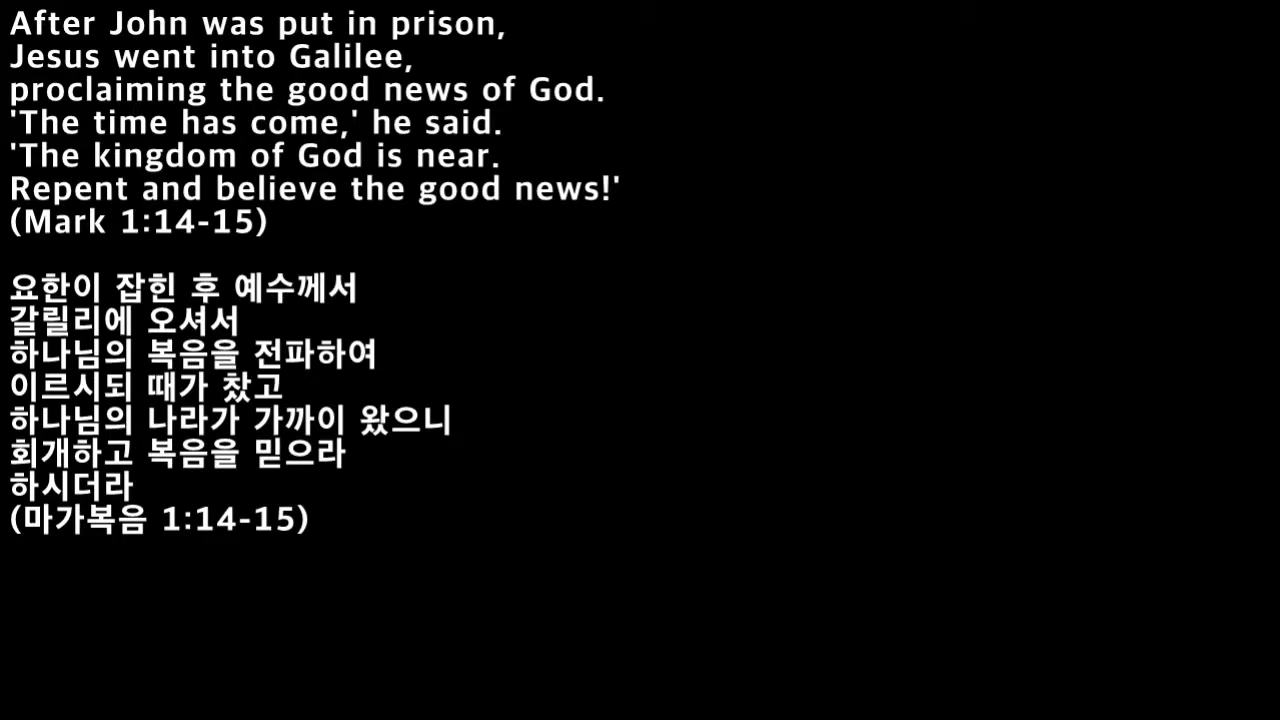 After John was put in prison,
Jesus went into Galilee,
proclaiming the good news of God.
'The time has come,' he said.
'The kingdom of God is near.
Repent and believe the good news!'
(Mark 1:14-15)
요한이 잡힌 후 예수께서
갈릴리에 오셔서
하나님의 복음을 전파하여
이르시되 때가 찼고
하나님의 나라가 가까이 왔으니
회개하고 복음을 믿으라
하시더라
(마가복음 1:14-15)